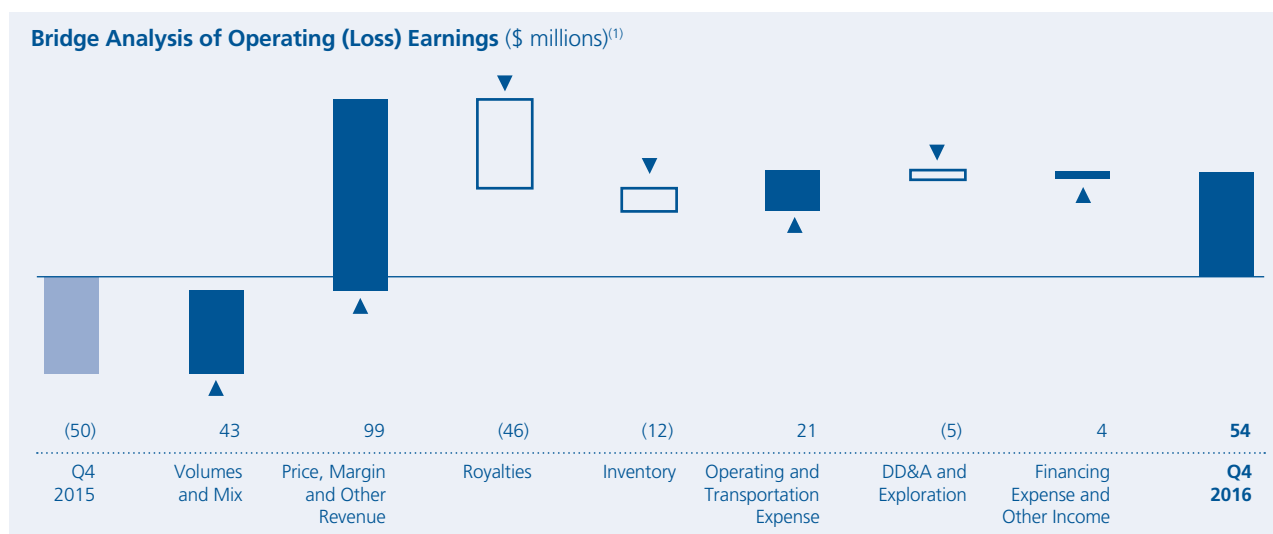 Bridge Analysis of Operating (Loss) Earnings ($ millions)(1)
(50) 43 99 (46) (12) 21 (5) 4 54
Q4
2015
Volumes
and Mix
Price, Margin
and Other
Revenue
Royalties
Inventory
Operating and
Transportation
Expense
DD&A and
Exploration
Financing
Expense and
Other Income
Q4
2016